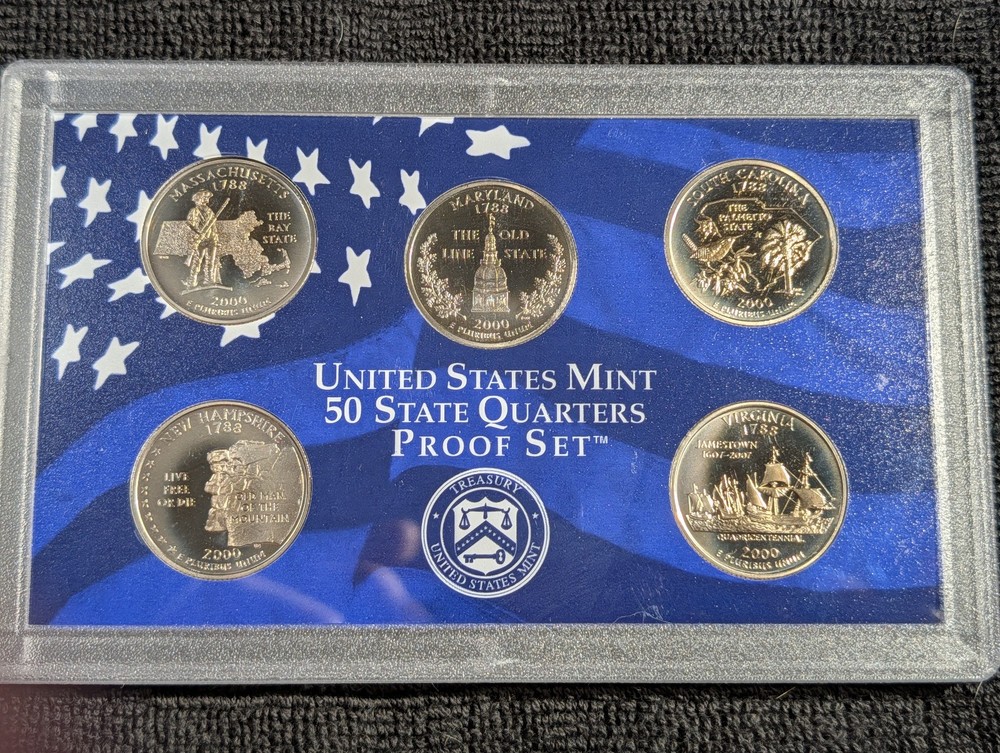 MASSACHUSETTS
1788
THE
BAY
STATE
2000
E PLURIBUS UNUM
MARYLAND
1788
THE OLD
LINE STATE
2000
E PLURIBUS UNUM
SOUTH CAROLINA
1788
THE
PALMETTO
STATE
2000
E PLURIBUS UNUM
UNITED STATES MINT
50 STATE QUARTERS
PROOF SET™
NEW HAMPSHIRE
1788
LIVE
FREE
OR DIE
OLD MAN
OF THE
MOUNTAIN
2000
E PLURIBUS UNUM
TREASURY
UNITED STATES MINT
VIRGINIA
1788
JAMESTOWN
1607-2007
QUADRICENTENNIAL
2000
E PLURIBUS UNUM